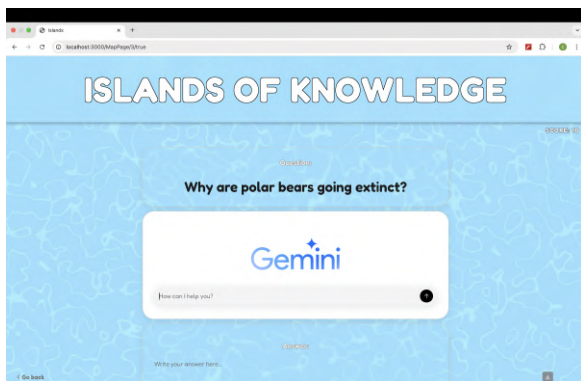 Islands
localhost:3000/MapPage/3/true
ISLANDS OF KNOWLEDGE
SCORE: 10
Question:
Why are polar bears going extinct?
Gemini
How can I help you?
Answer:
Write your answer here...
< Go back